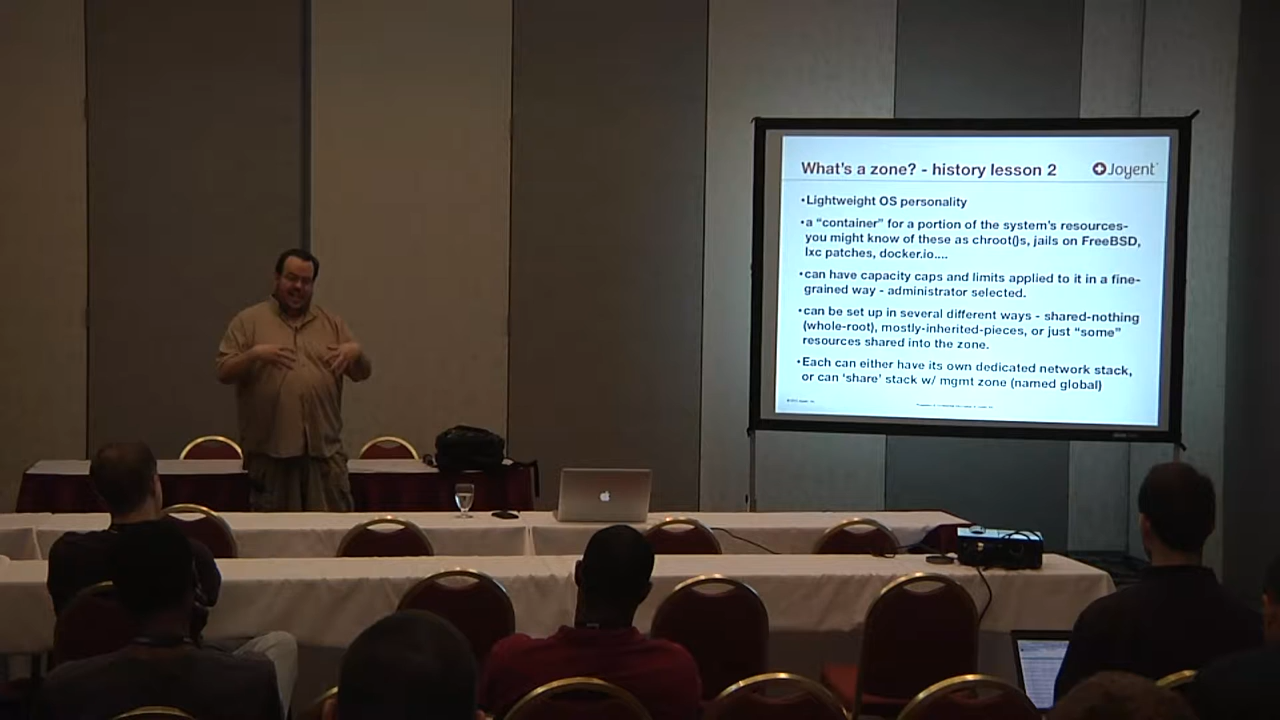 What's a zone? - history lesson 2
Joyent
•Lightweight OS personality
•a “container” for a portion of the system's resources-
you might know of these as chroot()s, jails on FreeBSD,
lxc patches, docker.io....
•can have capacity caps and limits applied to it in a fine-
grained way - administrator selected.
•can be set up in several different ways - shared-nothing
(whole-root), mostly-inherited-pieces, or just “some”
resources shared into the zone.
•Each can either have its own dedicated network stack,
or can ‘share’ stack w/ mgmt zone (named global)